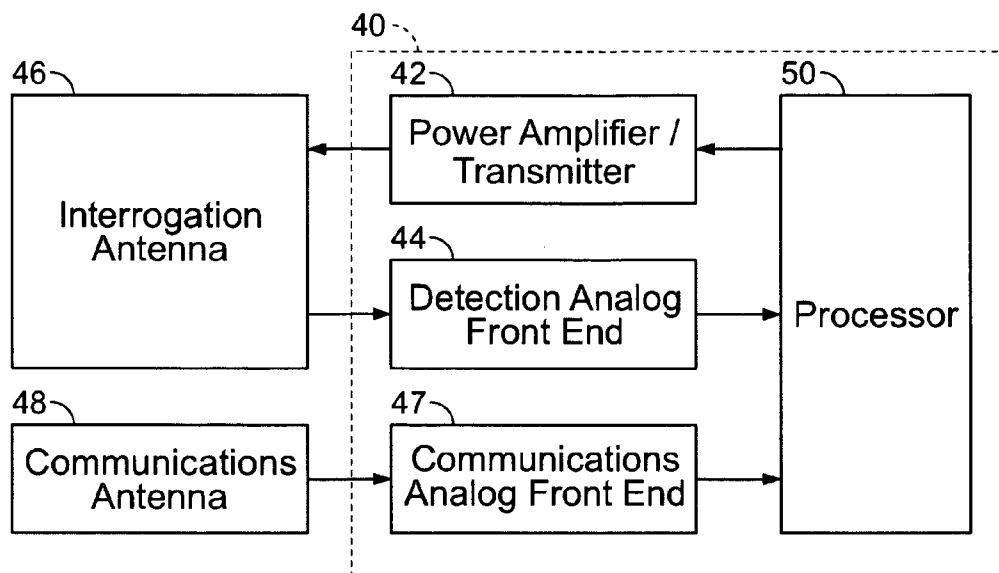 40
46
42
50
Power Amplifier /
Transmitter
Interrogation
Antenna
44
Detection Analog
Front End
Processor
48
47
Communications
Antenna
Communications
Analog Front End